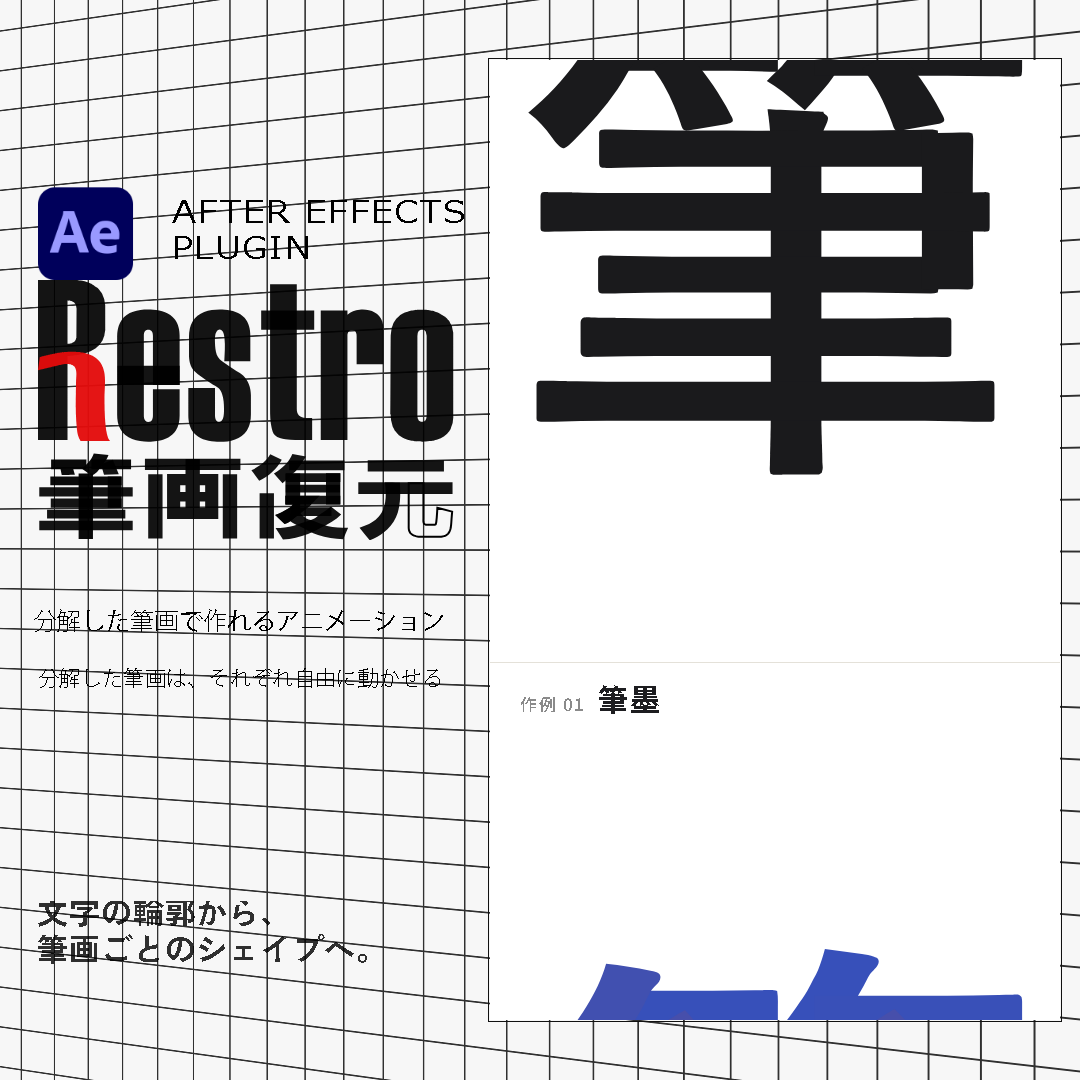 Ae
AFTER EFFECTS
PLUGIN
Restro
筆画復元
分解した筆画で作れるアニメーション
分解した筆画は、それぞれ自由に動かせる
文字の輪郭から、
筆画ごとのシェイプへ。
筆
作例 01 筆墨